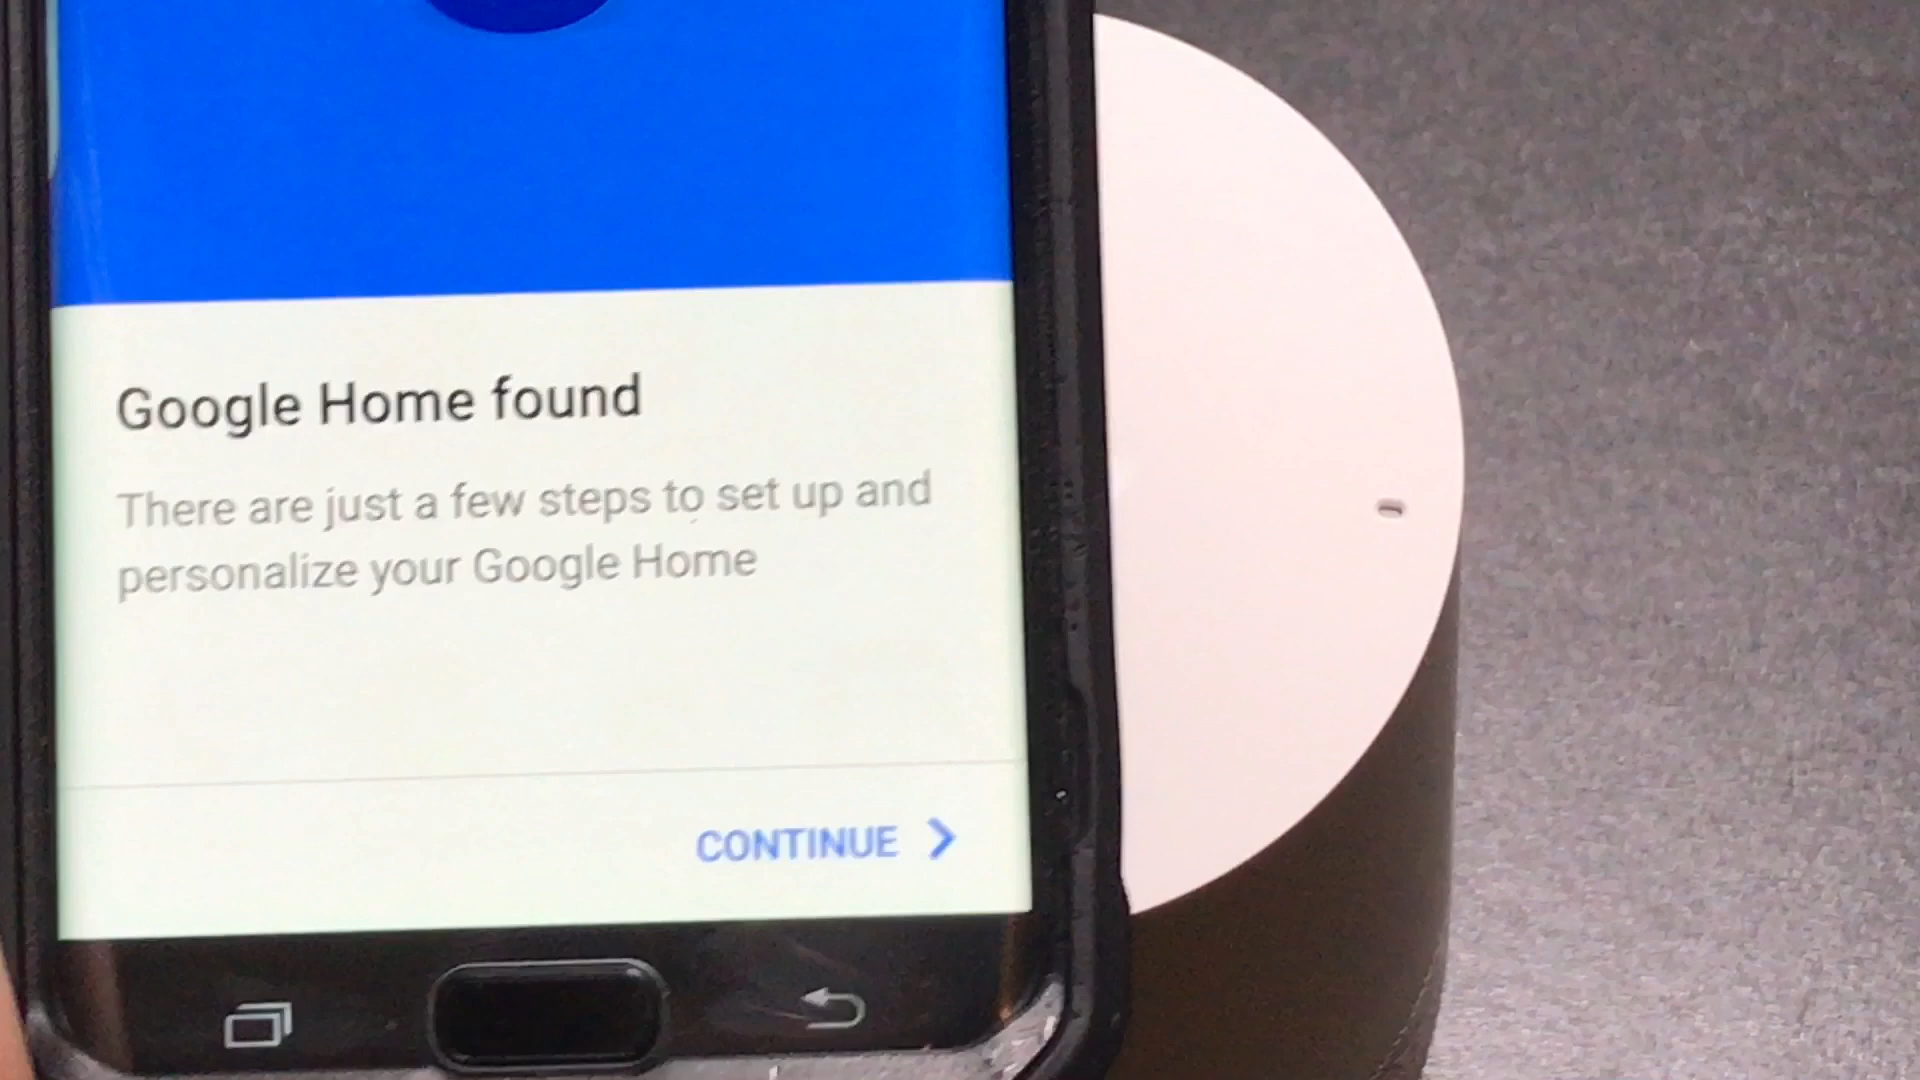 Google Home found
There are just a few steps to set up and
personalize your Google Home
CONTINUE